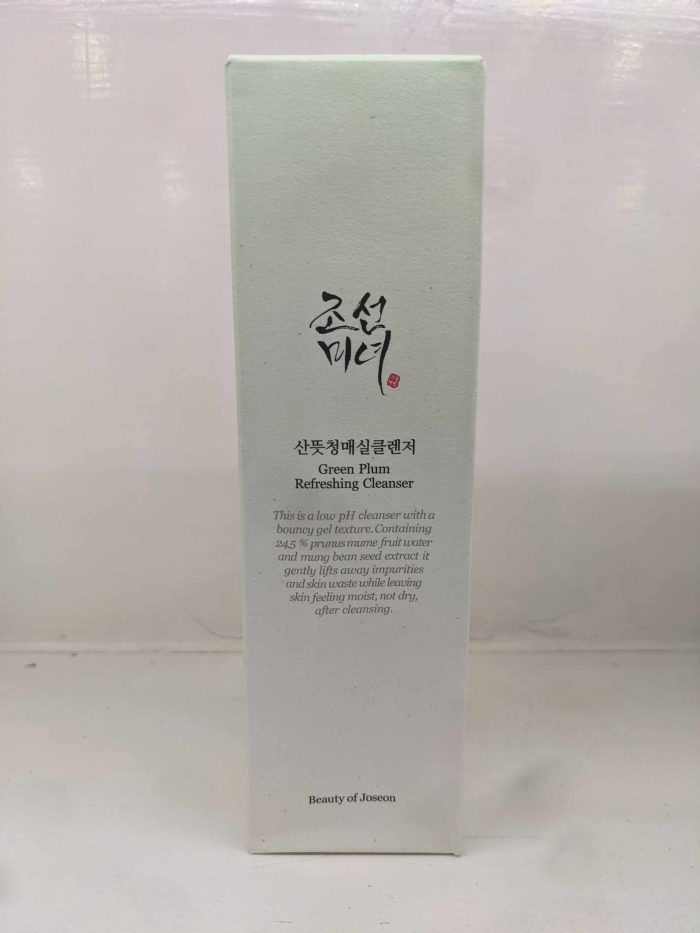 조선
미녀
산뜻청매실클렌저
Green Plum
Refreshing Cleanser
This is a low pH cleanser with a
bouncy gel texture.Containing
24,5 % prunus mume fruit water
and mung bean seed extract it
gently lifts away impurities
and skin waste while leaving
skin feeling moist, not dry,
after cleansing.
Beauty of Joseon